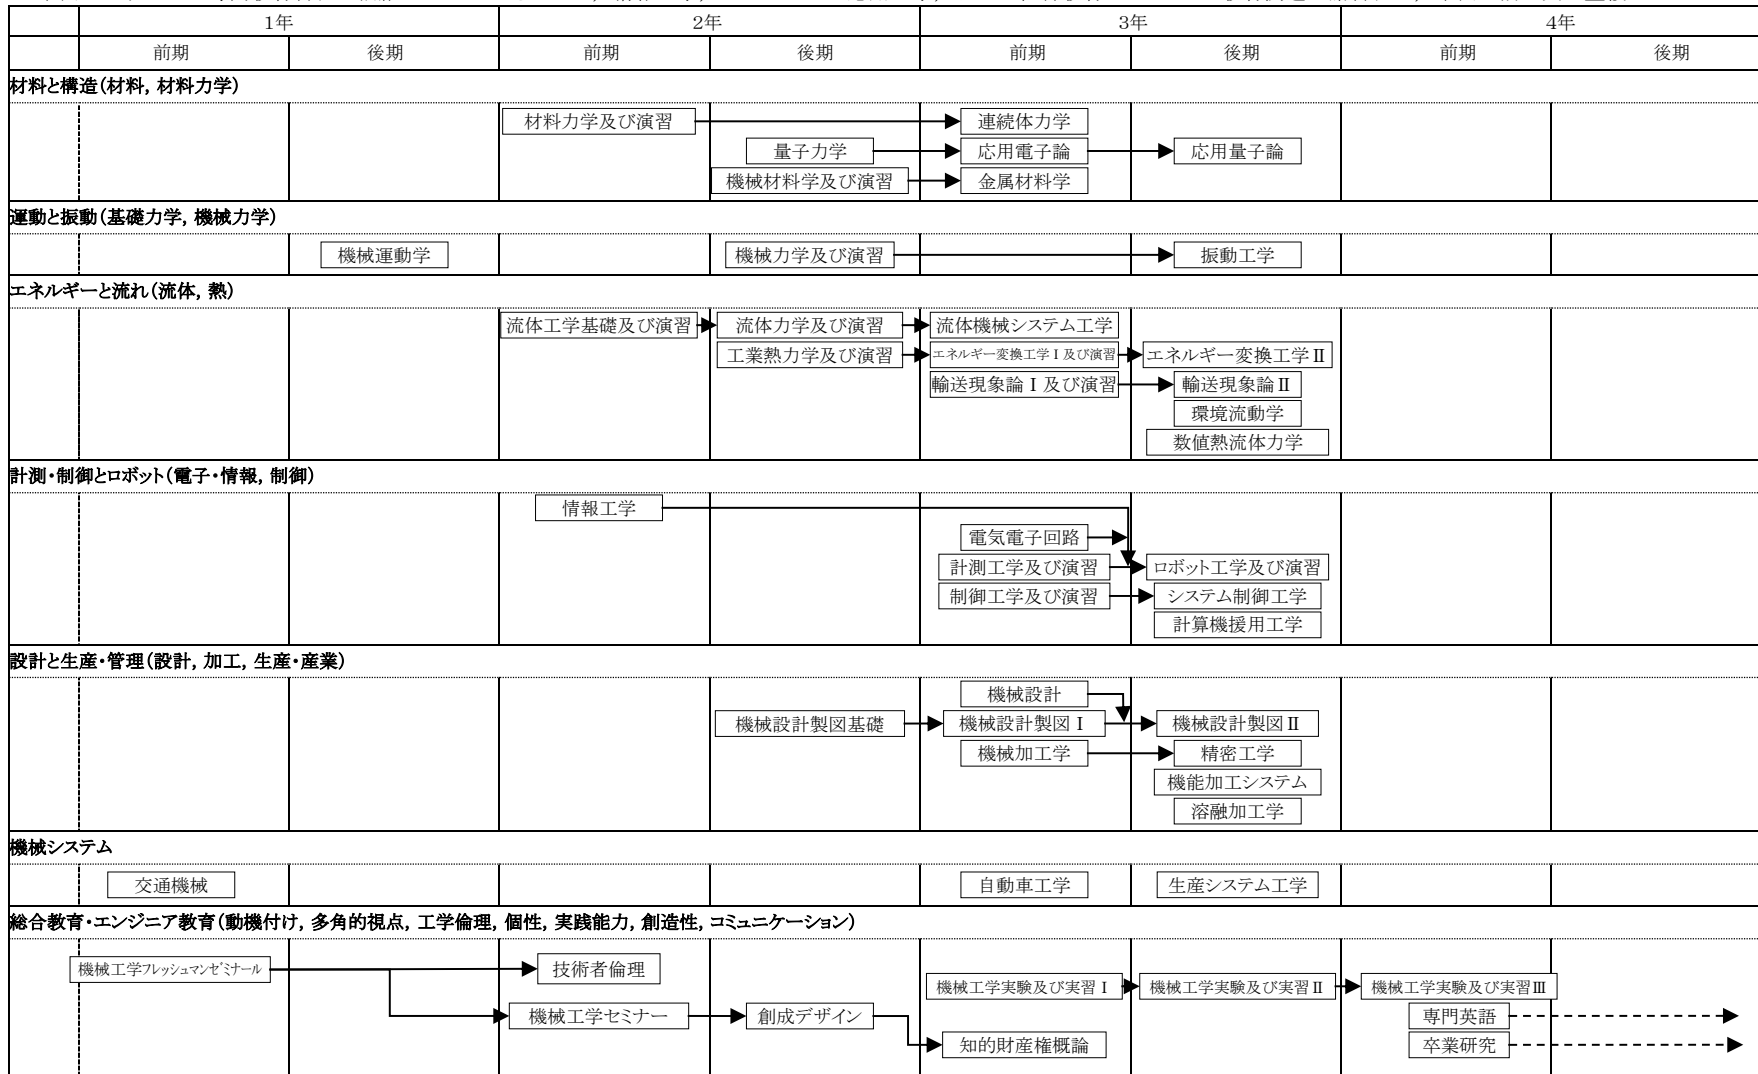 1年 2年 3年 4年
前期 後期 前期 後期 前期 後期 前期 後期
材料と構造(材料, 材料力学)
材料力学及び演習 連続体力学
量子力学 応用電子論 応用量子論
機械材料学及び演習 金属材料学
運動と振動(基礎力学, 機械力学)
機械運動学 機械力学及び演習 振動工学
エネルギーと流れ(流体, 熱)
流体工学基礎及び演習 流体力学及び演習 流体機械システム工学
工業熱力学及び演習 エネルギー変換工学Ⅰ及び演習 エネルギー変換工学Ⅱ
輸送現象論Ⅰ及び演習 輸送現象論Ⅱ
環境流動学
数値熱流体力学
計測・制御とロボット(電子・情報, 制御)
情報工学
電気電子回路
計測工学及び演習 ロボット工学及び演習
制御工学及び演習 システム制御工学
計算機援用工学
設計と生産・管理(設計, 加工, 生産・産業)
機械設計
機械設計製図基礎 機械設計製図Ⅰ 機械設計製図Ⅱ
機械加工学 精密工学
機能加工システム
溶融加工学
機械システム
交通機械 自動車工学 生産システム工学
総合教育・エンジニア教育(動機付け, 多角的視点, 工学倫理, 個性, 実践能力, 創造性, コミュニケーション)
機械工学フレッシュマンゼミナール 技術者倫理
機械工学実験及び実習Ⅰ 機械工学実験及び実習Ⅱ 機械工学実験及び実習Ⅲ
機械工学セミナー 創成デザイン 専門英語
知的財産権概論 卒業研究